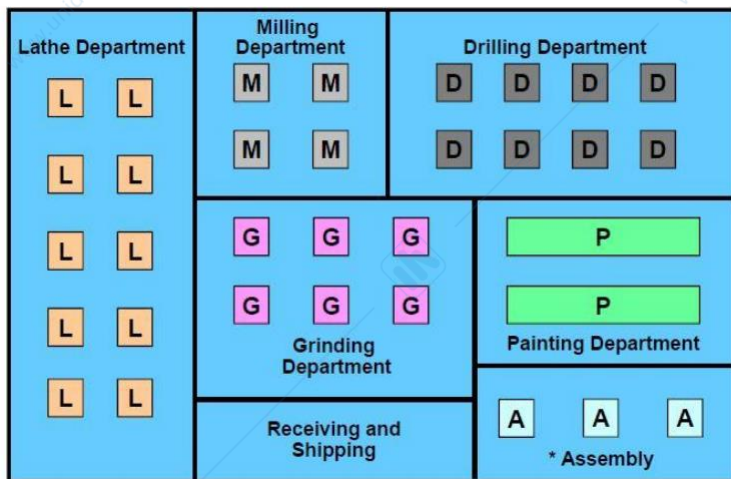 Lathe Department
L L
L L
L L
L L
L L
Milling
Department
M M
M M
Drilling Department
D D D D
D D D D
G G G
G G G
Grinding
Department
P
P
Painting Department
Receiving and
Shipping
A A A
* Assembly